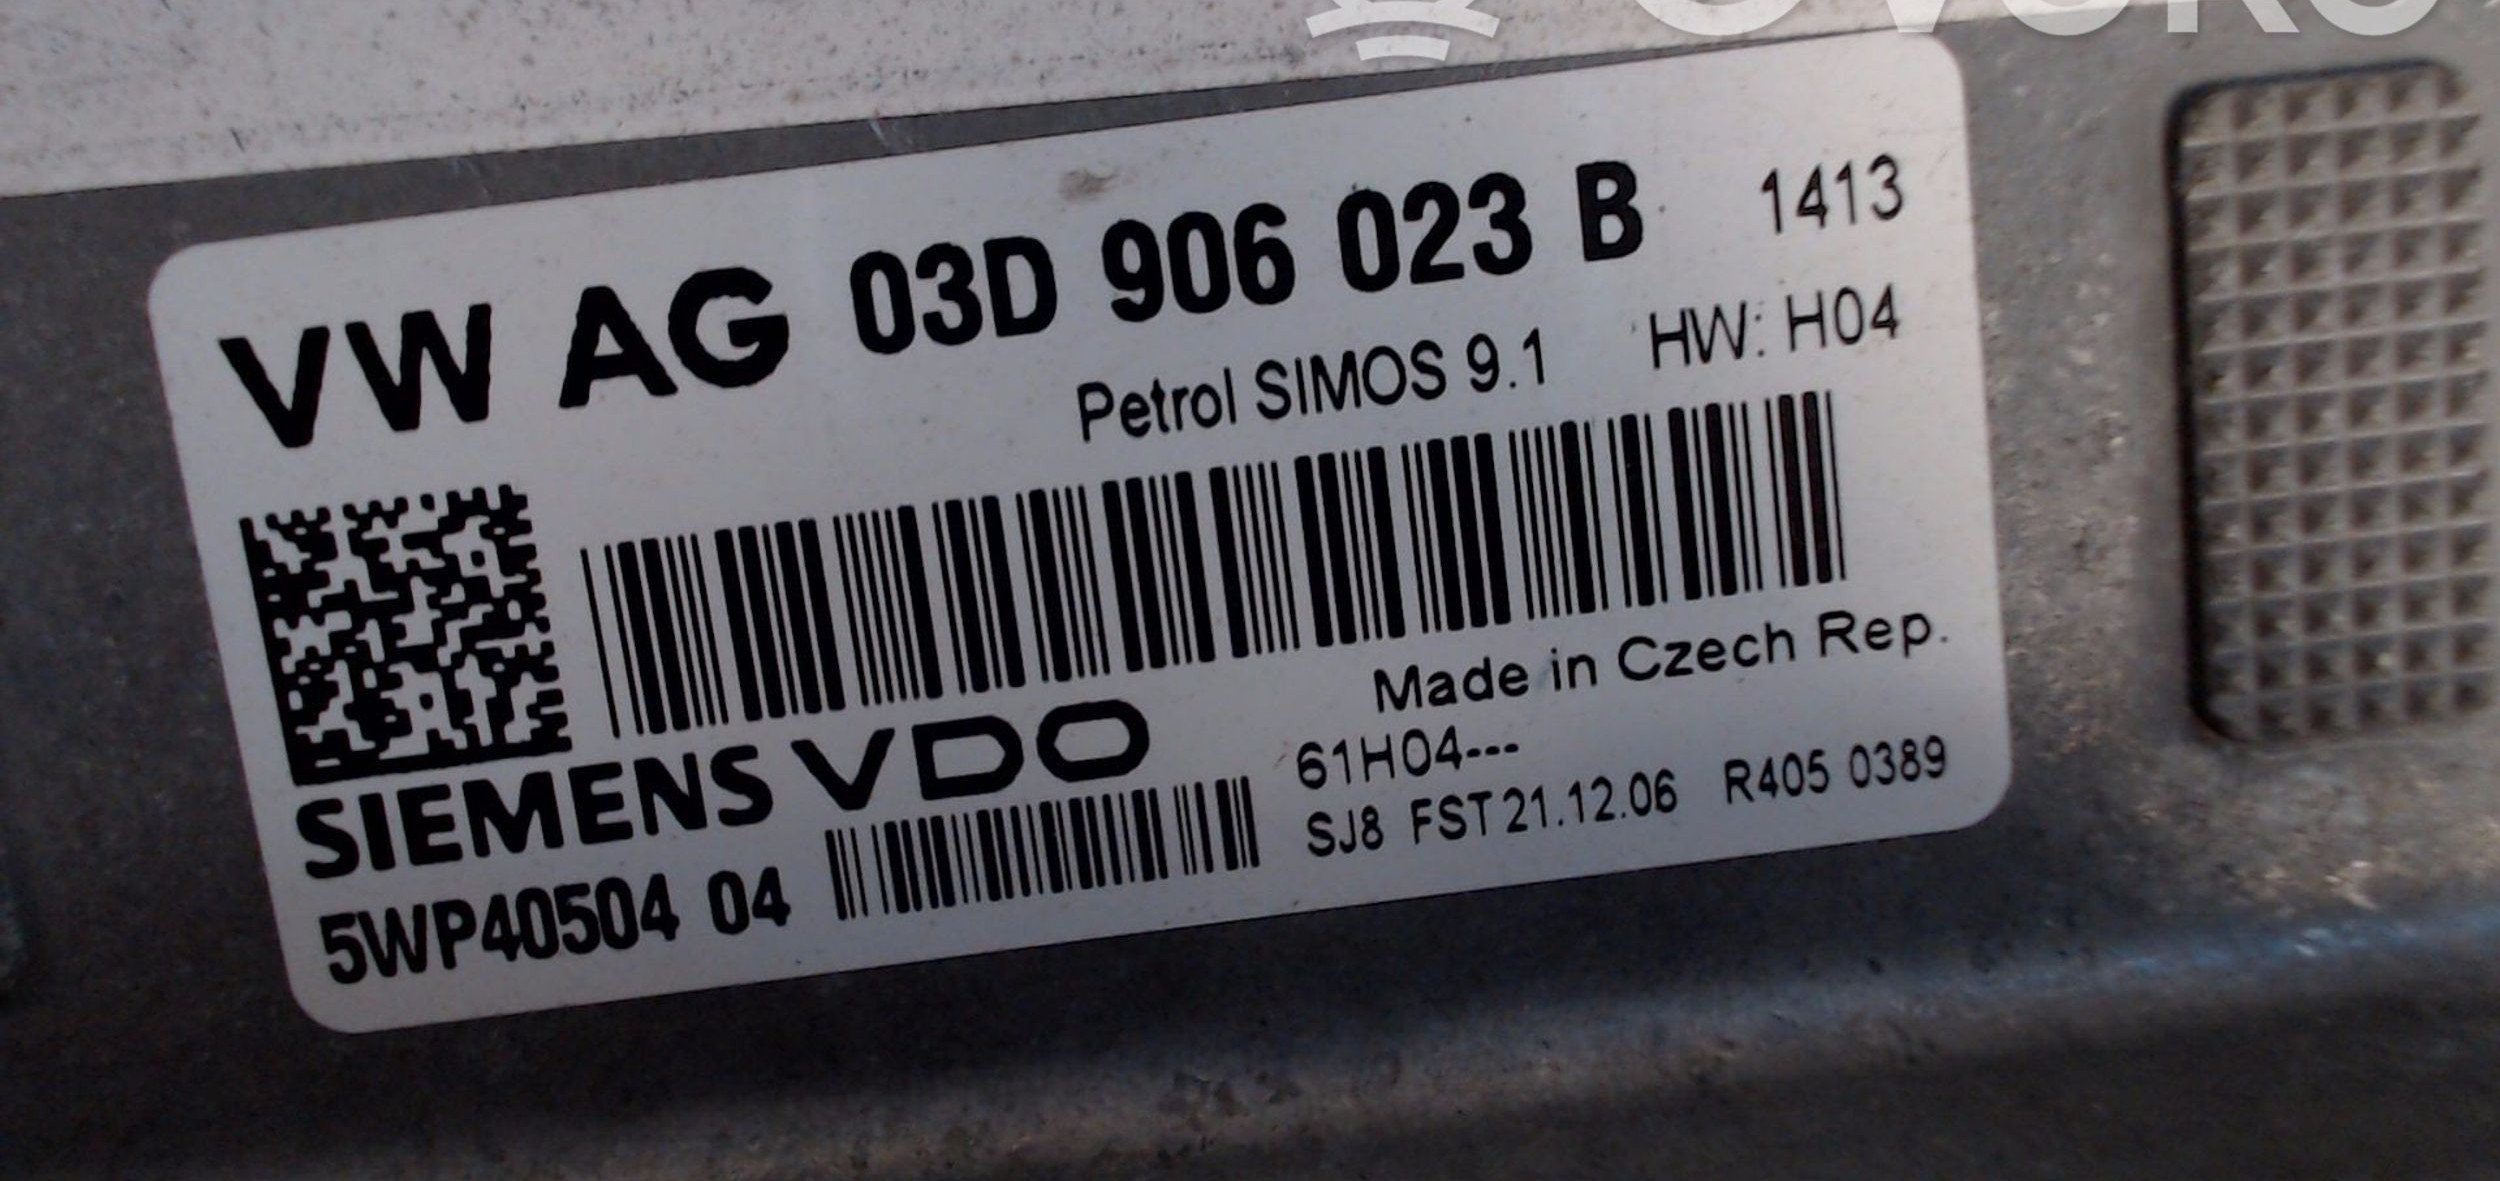 VW AG 03D 906 023 B 1413
Petrol SIMOS 9.1 HW: H04
Made in Czech Rep.
SIEMENS VDO
61H04---
SJ8 FST 21.12.06 R405 0389
5WP40504 04